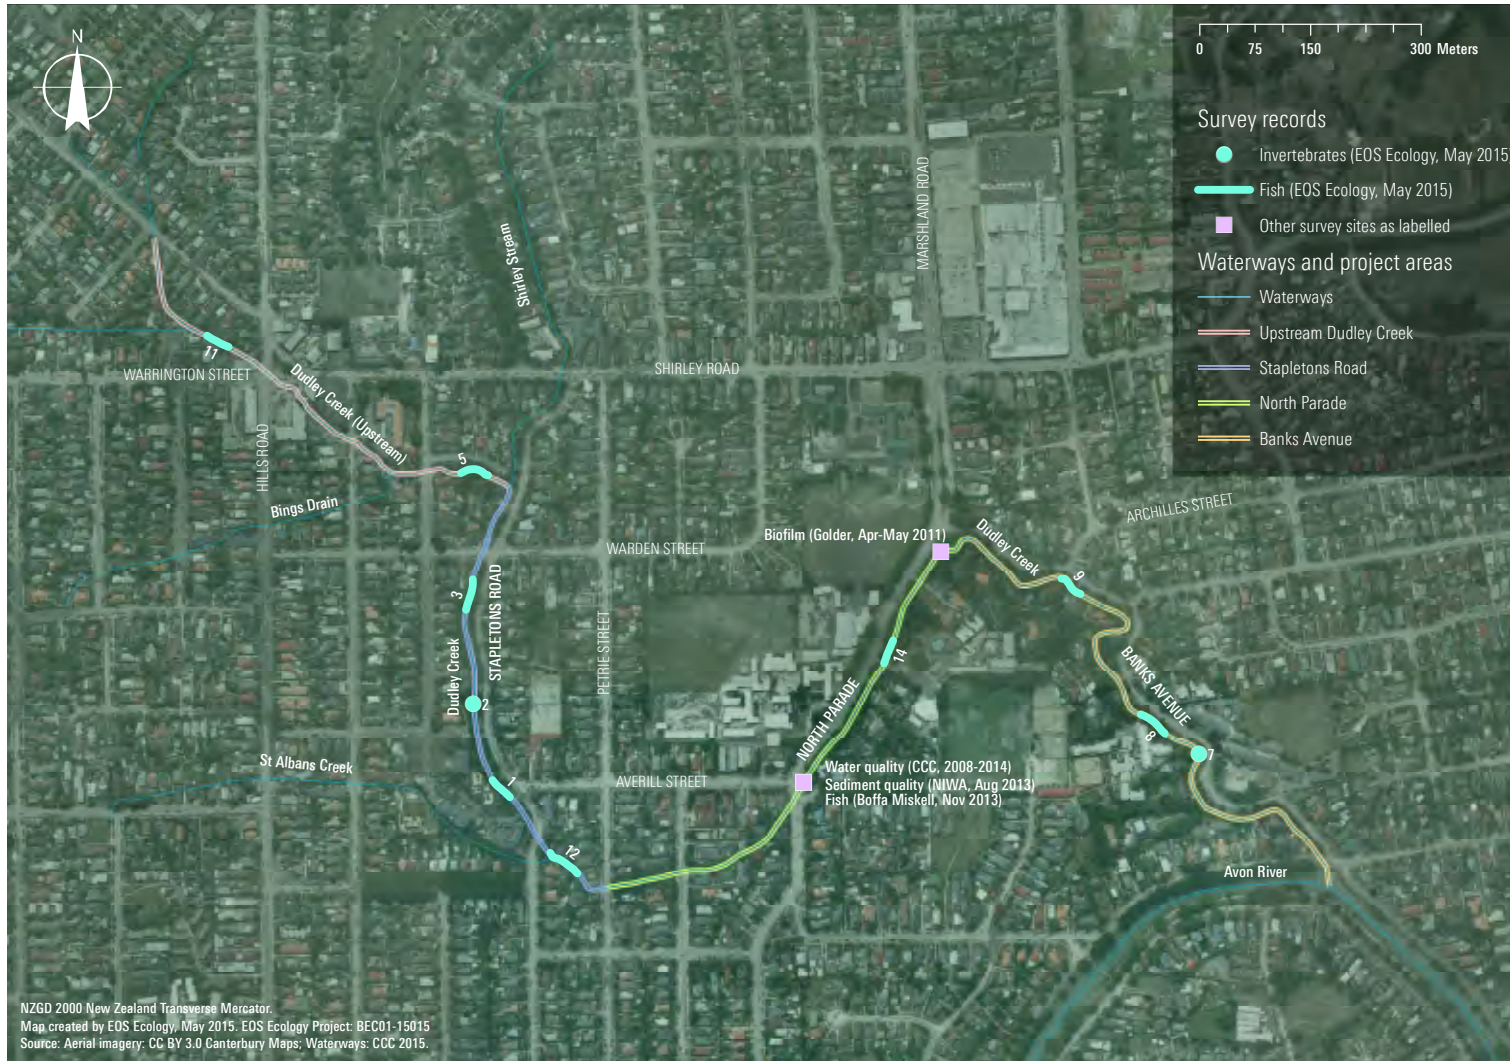 N
0 75 150 300 Meters
Survey records
Invertebrates (EOS Ecology, May 2015
Fish (EOS Ecology, May 2015)
Other survey sites as labelled
Waterways and project areas
Waterways
Upstream Dudley Creek
Stapletons Road
North Parade
Banks Avenue
MARSHLAND ROAD
Shirley Stream
11
WARRINGTON STREET
Dudley Creek (Upstream)
SHIRLEY ROAD
HILLS ROAD
5
Bings Drain
ARCHILLES STREET
Biofilm (Golder, Apr-May 2011)
Dudley Creek
WARDEN STREET
9
3
STAPLETONS ROAD
PETRIE STREET
Dudley Creek
14
BANKS AVENUE
2
NORTH PARADE
8
7
St Albans Creek
1
AVERILL STREET
Water quality (CCC, 2008-2014)
Sediment quality (NIWA, Aug 2013)
Fish (Boffa Miskell, Nov 2013)
12
Avon River
NZGD 2000 New Zealand Transverse Mercator.
Map created by EOS Ecology, May 2015. EOS Ecology Project: BEC01-15015
Source: Aerial imagery: CC BY 3.0 Canterbury Maps; Waterways: CCC 2015.